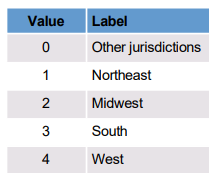 Value Label
0 Other jurisdictions
1 Northeast
2 Midwest
3 South
4 West